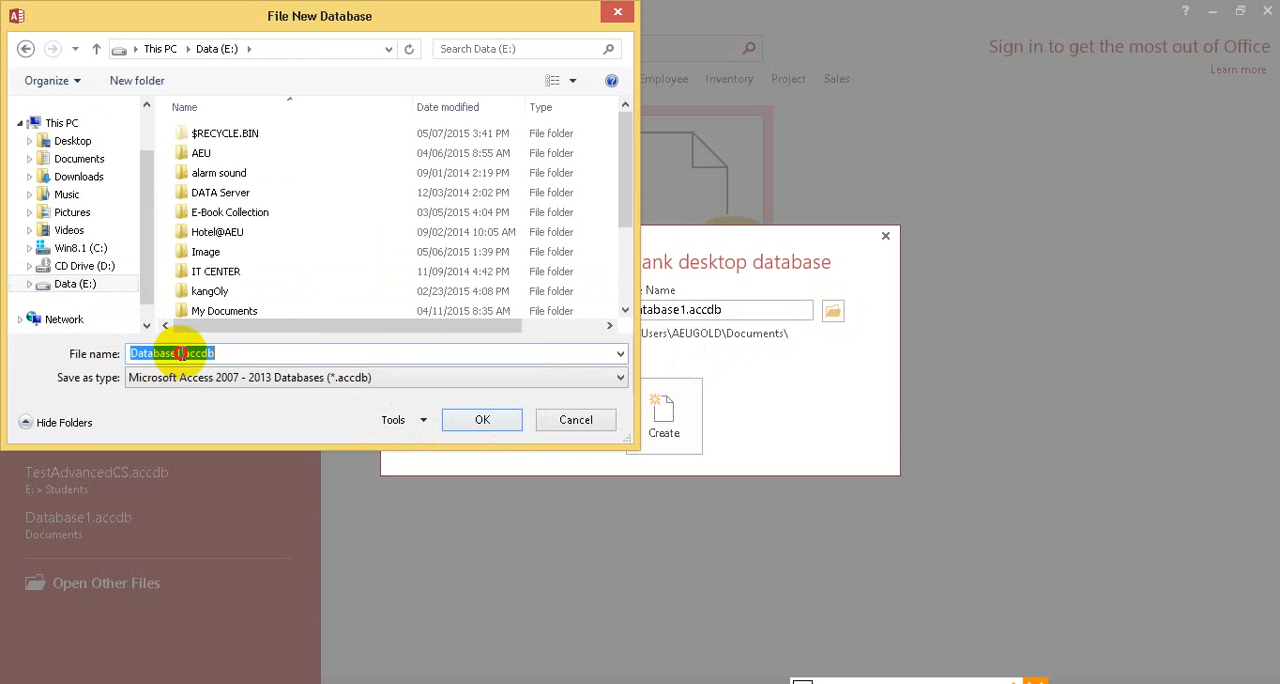 File New Database
This PC Data (E:) Search Data (E:)
Organize New folder
Name Date modified Type
This PC
Desktop
Documents
Downloads
Music
Pictures
Videos
Win8.1 (C:)
CD Drive (D:)
Data (E:)
Network
$RECYCLE.BIN 05/07/2015 3:41 PM File folder
AEU 04/06/2015 8:55 AM File folder
alarm sound 09/01/2014 2:19 PM File folder
DATA Server 12/03/2014 2:02 PM File folder
E-Book Collection 03/05/2015 4:04 PM File folder
Hotel@AEU 09/02/2014 10:05 AM File folder
Image 05/06/2015 1:39 PM File folder
IT CENTER 11/09/2014 4:42 PM File folder
kangOly 02/23/2015 4:08 PM File folder
My Documents 04/11/2015 8:35 AM File folder
File name: Database1.accdb
Save as type: Microsoft Access 2007 - 2013 Databases (*.accdb)
Hide Folders Tools OK Cancel
?
Sign in to get the most out of Office
Learn more
Employee Inventory Project Sales
ank desktop database
e Name
atabase1.accdb
Users\AEUGOLD\Documents\
Create
TestAdvancedCS.accdb
E: » Students
Database1.accdb
Documents
Open Other Files